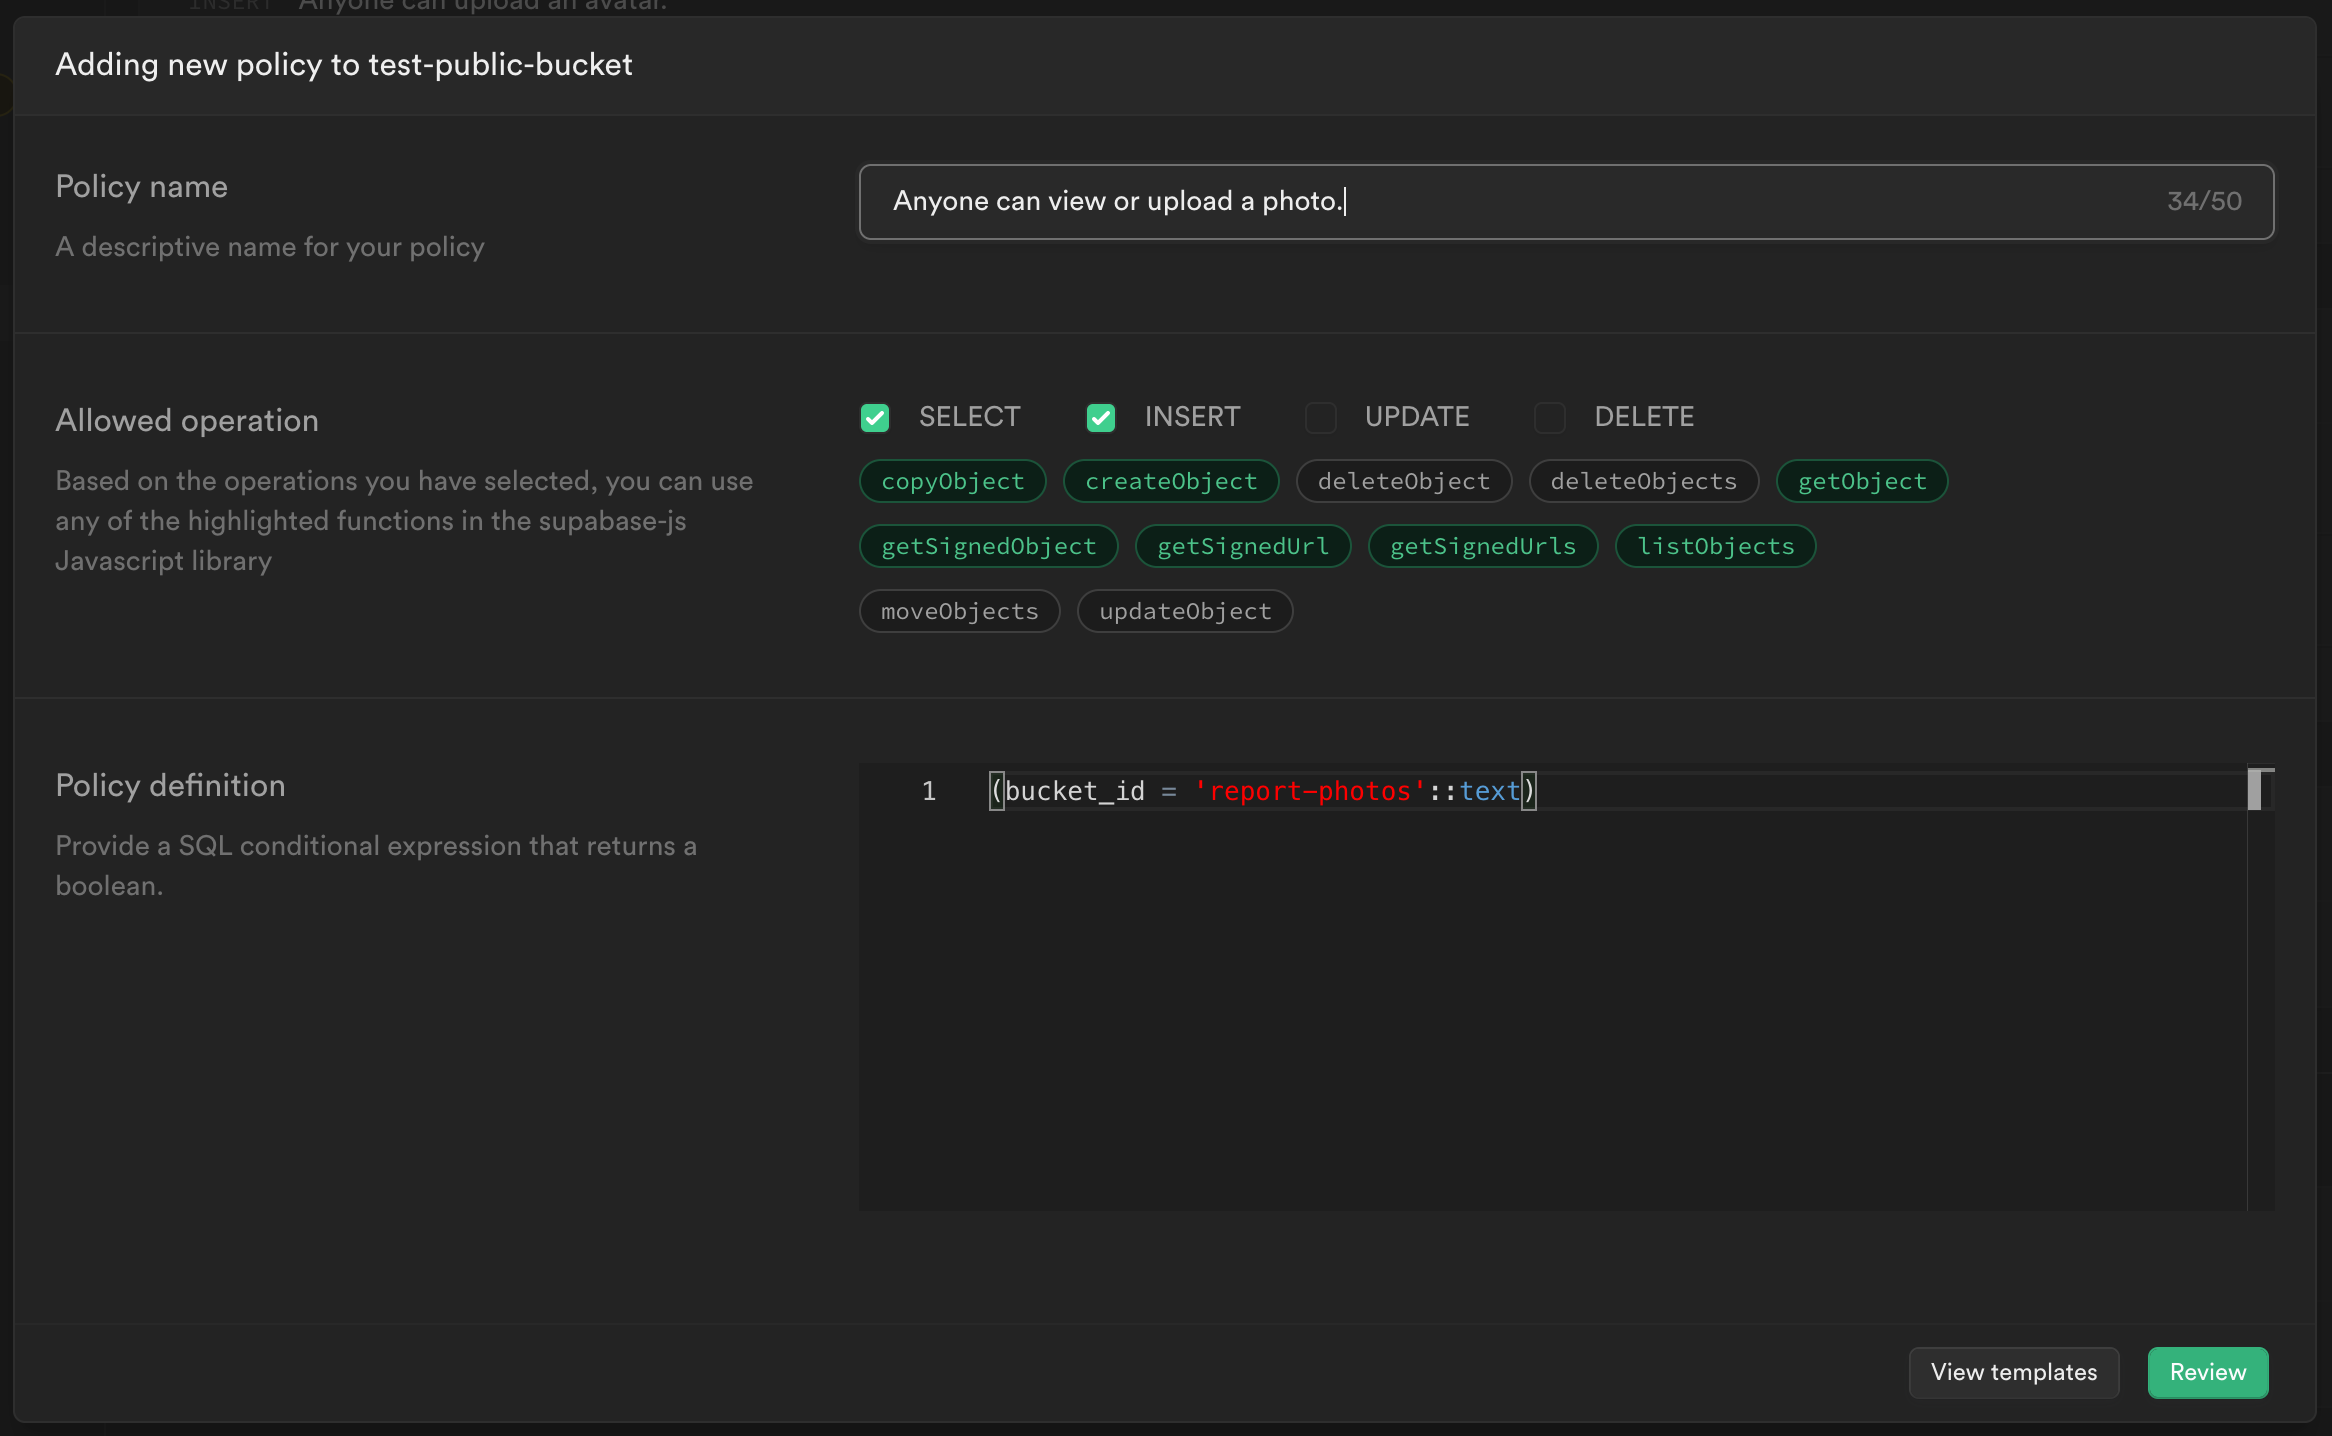 INSERT Anyone can upload an avatar.
Adding new policy to test-public-bucket
Policy name
A descriptive name for your policy
Anyone can view or upload a photo.
34/50
Allowed operation
Based on the operations you have selected, you can use
any of the highlighted functions in the supabase-js
Javascript library
SELECT INSERT UPDATE DELETE
copyObject createObject deleteObject deleteObjects getObject
getSignedObject getSignedUrl getSignedUrls listObjects
moveObjects updateObject
Policy definition
Provide a SQL conditional expression that returns a
boolean.
1 (bucket_id = 'report-photos'::text)
View templates Review